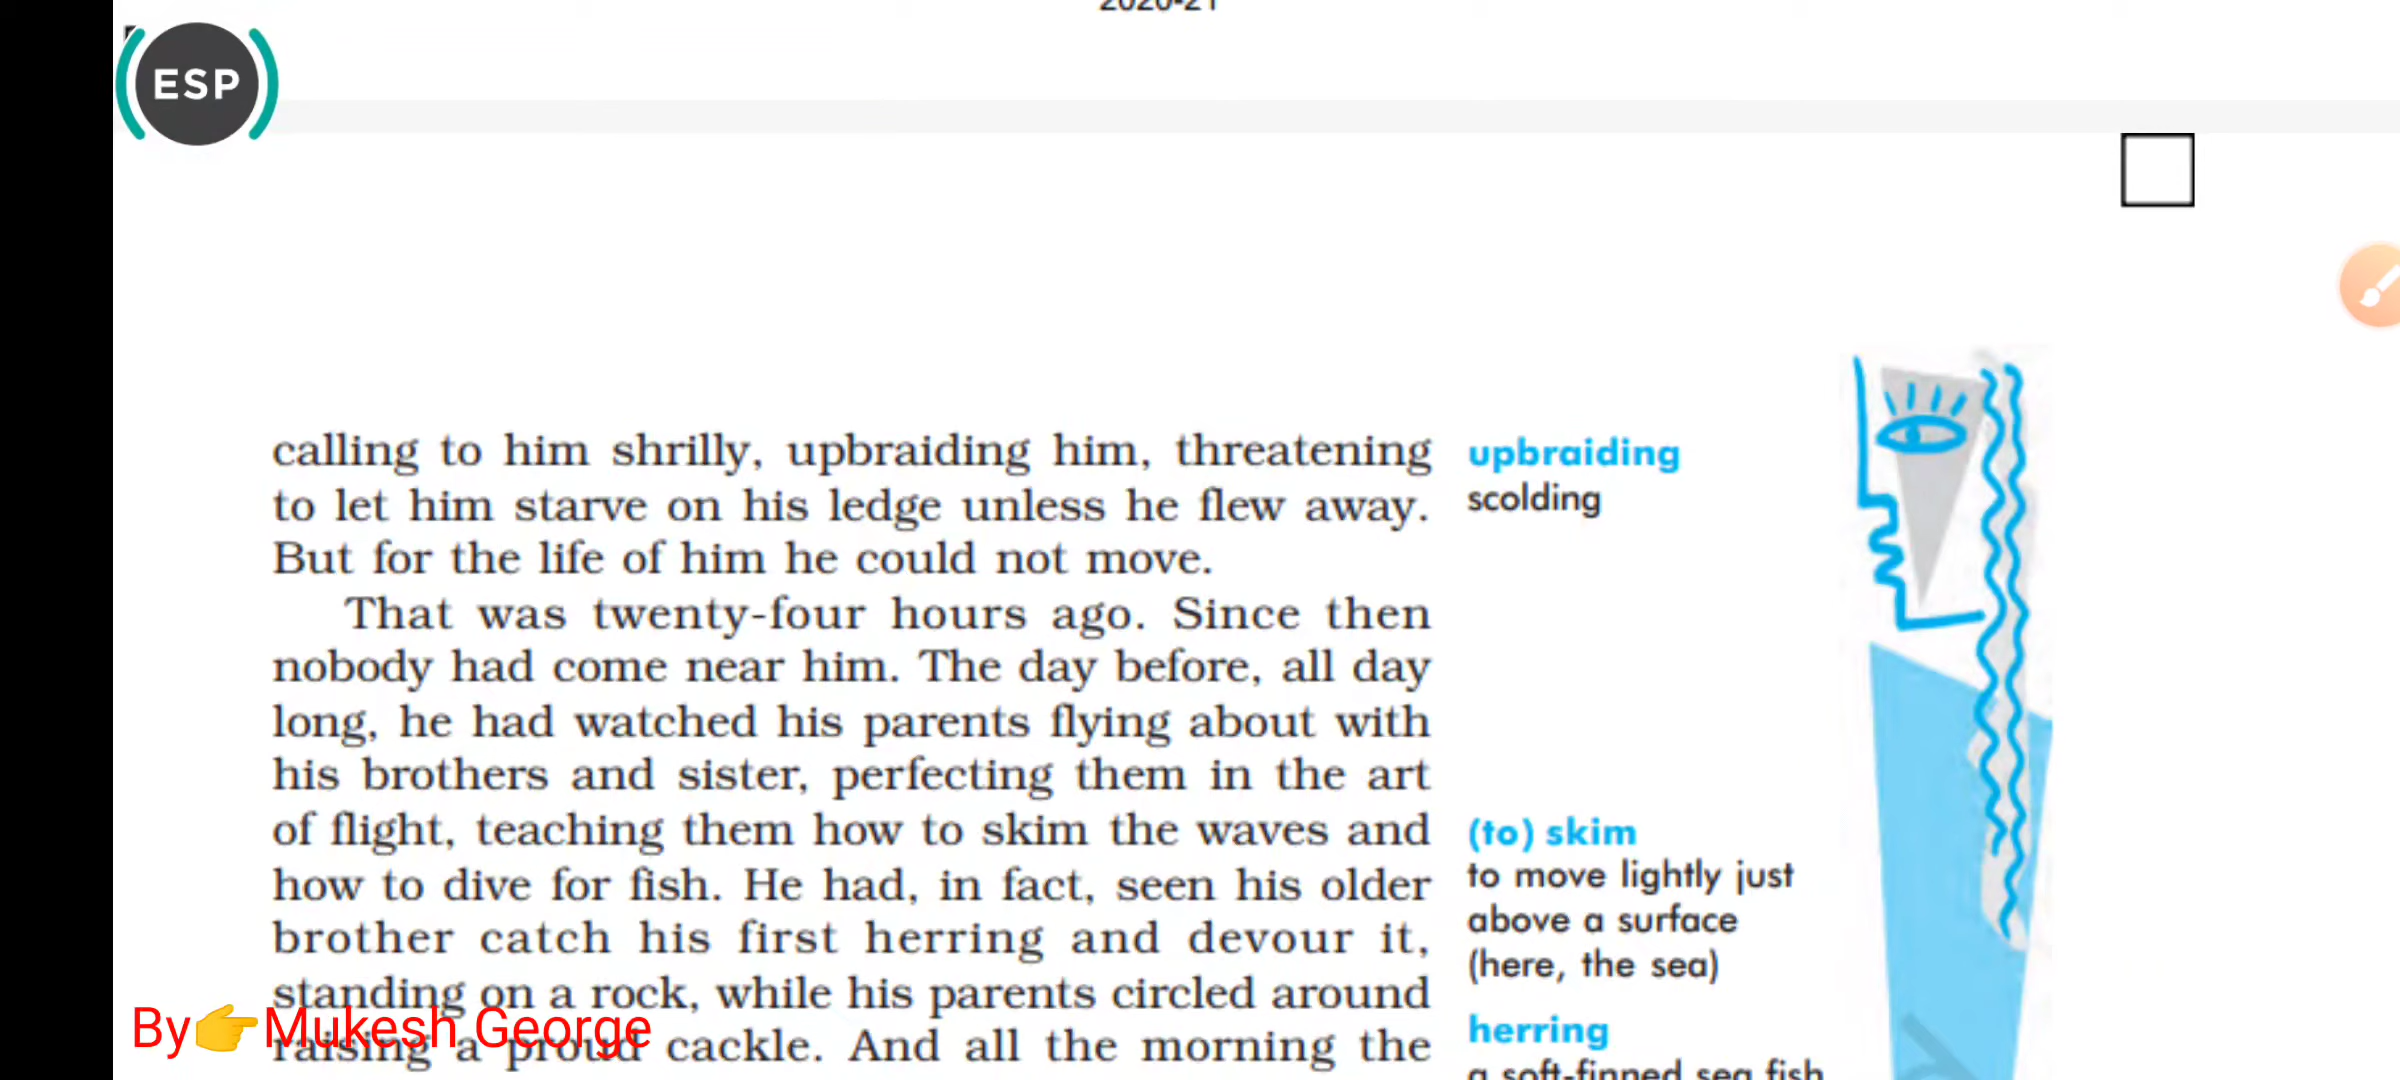 2020-21
ESP
calling to him shrilly, upbraiding him, threatening
to let him starve on his ledge unless he flew away.
But for the life of him he could not move.
That was twenty-four hours ago. Since then
nobody had come near him. The day before, all day
long, he had watched his parents flying about with
his brothers and sister, perfecting them in the art
of flight, teaching them how to skim the waves and
how to dive for fish. He had, in fact, seen his older
brother catch his first herring and devour it,
standing on a rock, while his parents circled around
raising a proud cackle. And all the morning the
upbraiding
scolding
(to) skim
to move lightly just
above a surface
(here, the sea)
herring
a soft-finned sea fish
By👉Mukesh George